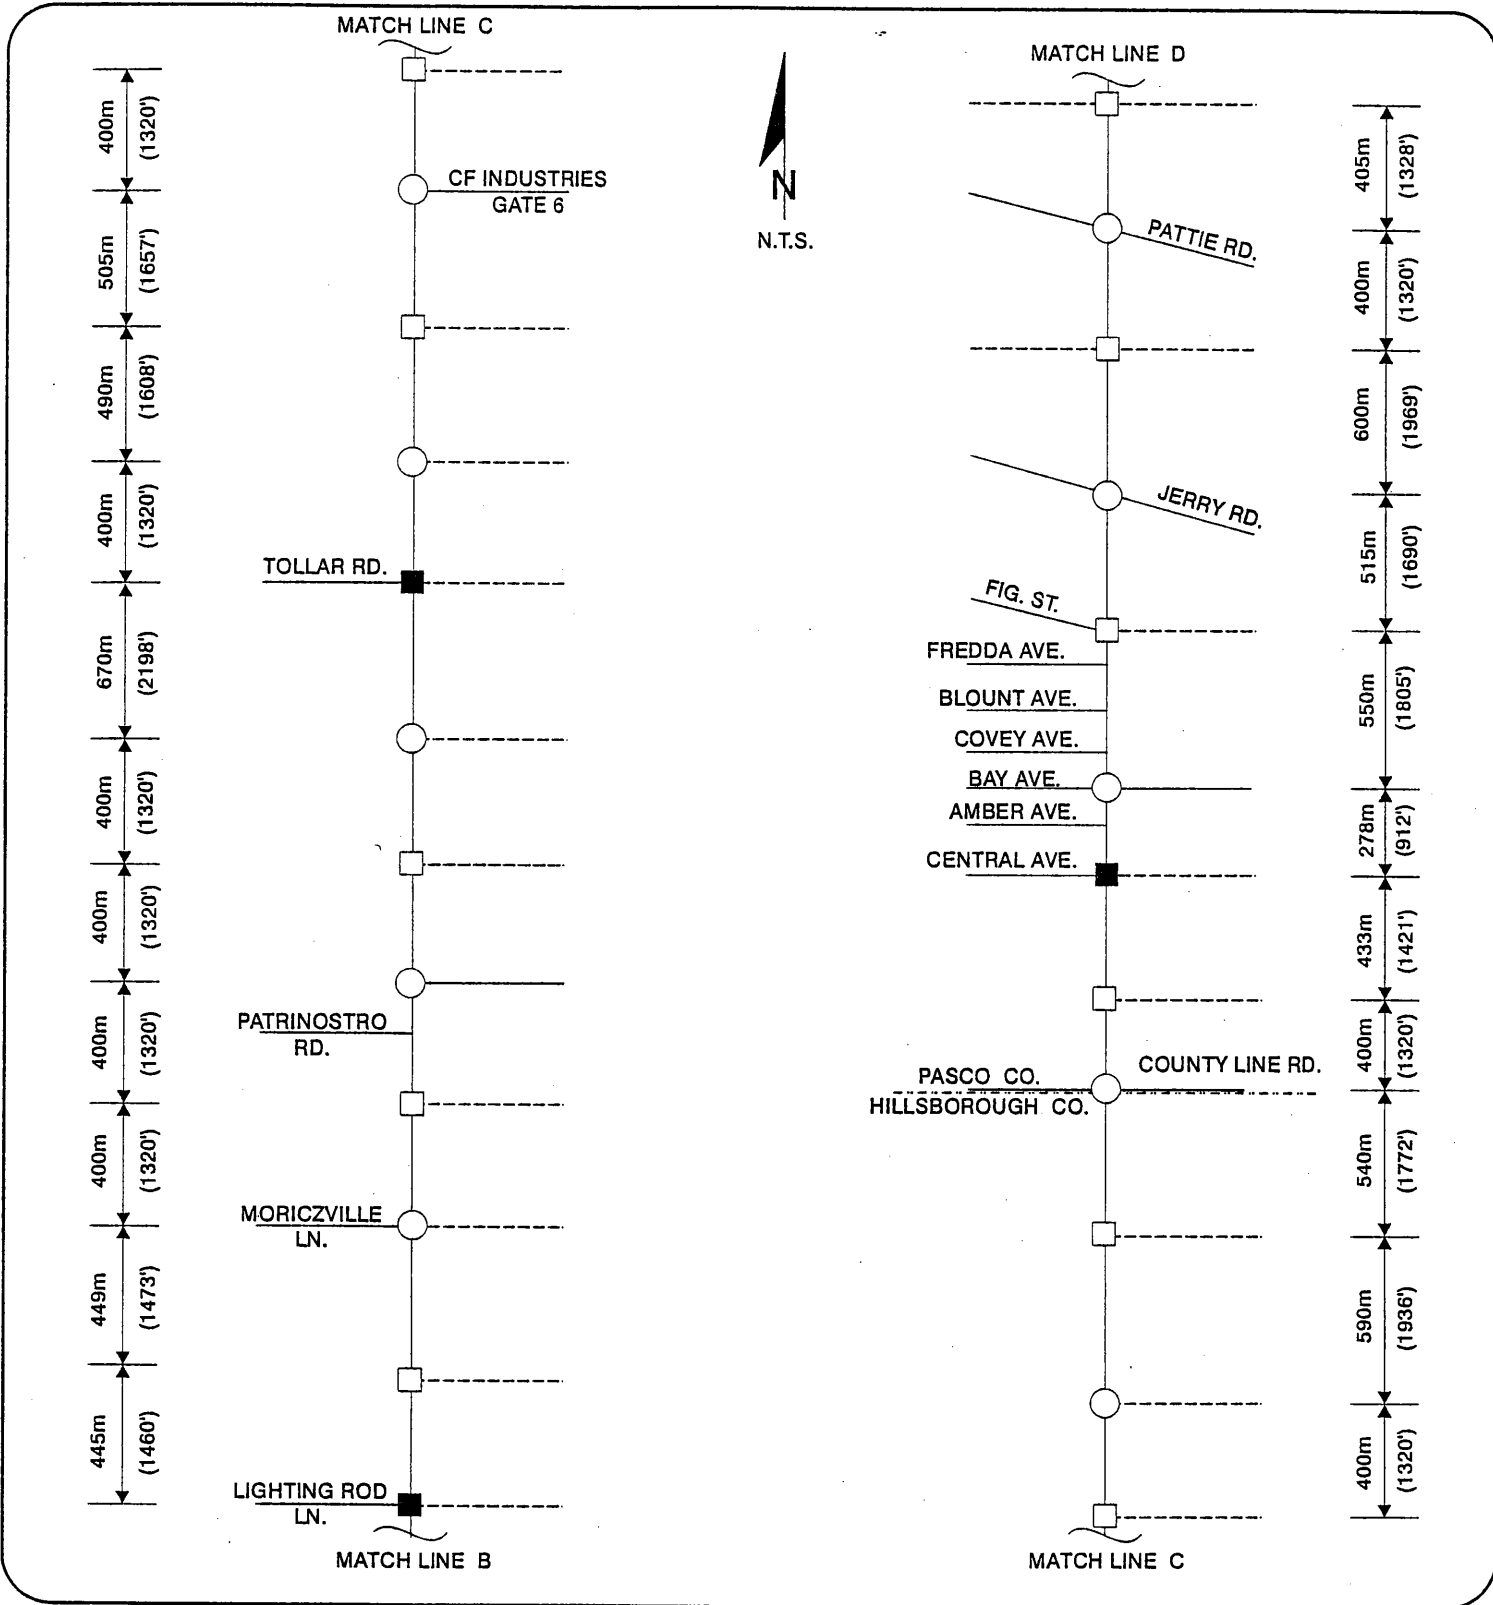 MATCH LINE C
400m
(1320')
CF INDUSTRIES
GATE 6
505m
(1657')
490m
(1608')
400m
(1320')
TOLLAR RD.
670m
(2198')
400m
(1320')
400m
(1320')
400m
(1320')
PATRINOSTRO
RD.
400m
(1320')
MORICZVILLE
LN.
449m
(1473')
445m
(1460')
LIGHTING ROD
LN.
MATCH LINE B
N
N.T.S.
MATCH LINE D
405m
(1328')
PATTIE RD.
400m
(1320')
600m
(1969')
JERRY RD.
515m
(1690')
FIG. ST.
FREDDA AVE.
BLOUNT AVE.
550m
(1805')
COVEY AVE.
BAY AVE.
AMBER AVE.
278m
(912')
CENTRAL AVE.
433m
(1421')
400m
(1320')
COUNTY LINE RD.
PASCO CO.
HILLSBOROUGH CO.
540m
(1772')
590m
(1936')
400m
(1320')
MATCH LINE C